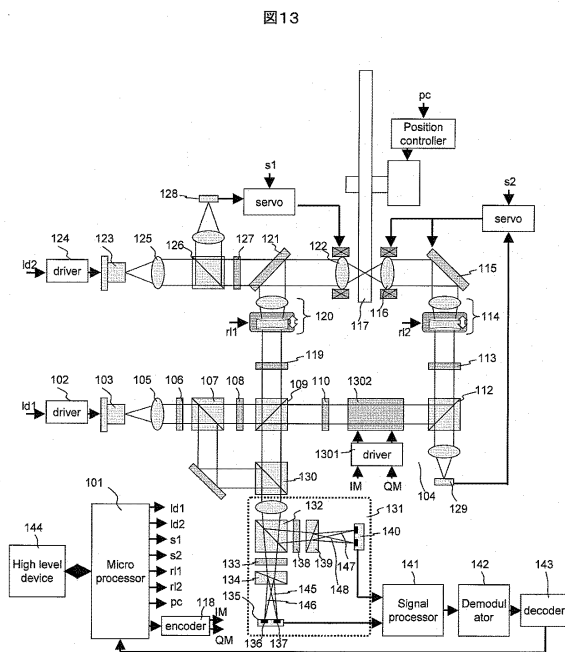 図13
pc
Position controller
s1
s2
128
servo
servo
124
123
125
126
127
121
122
116
115
ld2
driver
117
120
114
rl1
rl2
119
113
102
103
105
106
107
108
109
110
1302
112
ld1
driver
1301
driver
104
129
130
IM
QM
101
144
High level device
Micro processor
ld1
ld2
s1
s2
rl1
rl2
pc
118
encoder
IM
QM
132
131
140
133
134
138
139
147
148
135
145
146
136
137
141
142
143
Signal processor
Demodulator
decoder